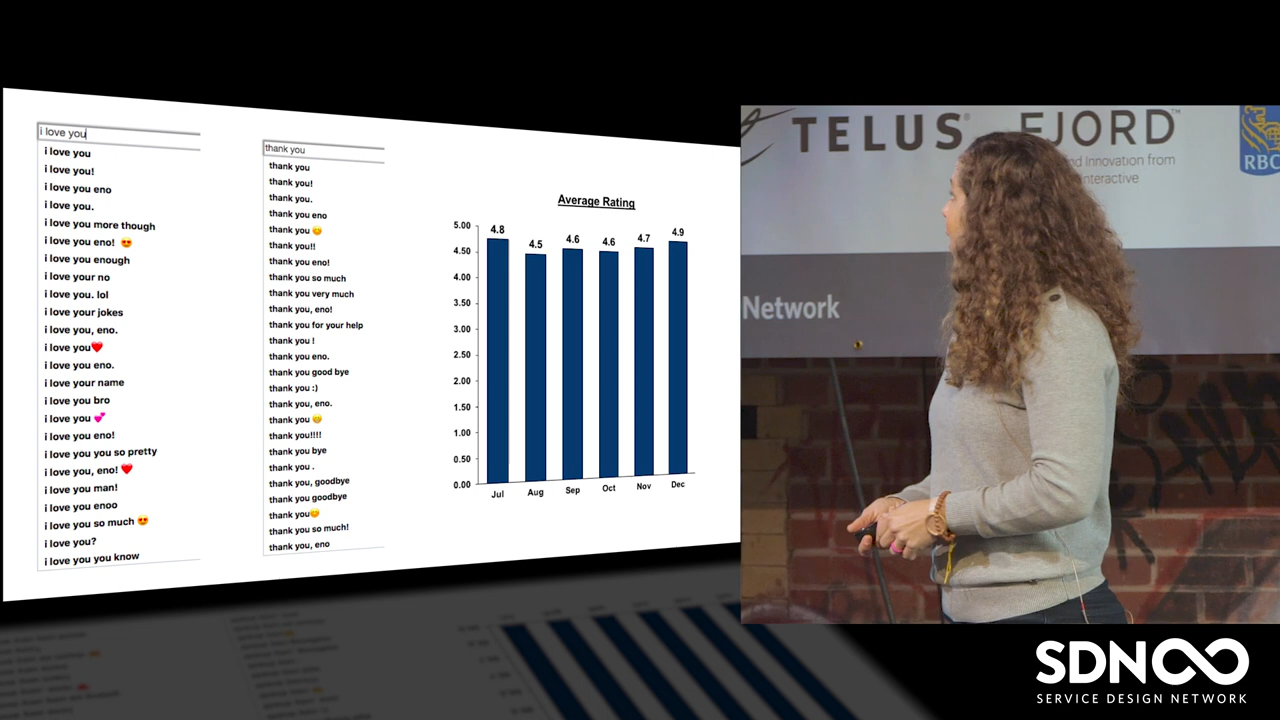 i love you
i love you
i love you!
i love you eno
i love you.
i love you more though
i love you eno! 😍
i love you enough
i love your no
i love you. lol
i love your jokes
i love you, eno.
i love you❤️
i love you eno.
i love your name
i love you bro
i love you 💕
i love you eno!
i love you you so pretty
i love you, eno! ❤️
i love you man!
i love you enoo
i love you so much 😍
i love you?
i love you you know
thank you
thank you
thank you!
thank you.
thank you eno
thank you 😊
thank you!!
thank you eno!
thank you so much
thank you very much
thank you, eno!
thank you for your help
thank you !
thank you eno.
thank you good bye
thank you :)
thank you, eno.
thank you 😊
thank you!!!!
thank you bye
thank you .
thank you, goodbye
thank you goodbye
thank you😊
thank you so much!
thank you, eno
Average Rating
5.00
4.50
4.00
3.50
3.00
2.50
2.00
1.50
1.00
0.50
0.00
4.8
4.5
4.6
4.6
4.7
4.9
Jul
Aug
Sep
Oct
Nov
Dec
TELUS®
FJORD™
nd Innovation from
nteractive
RBC
Network
SDN
SERVICE DESIGN NETWORK